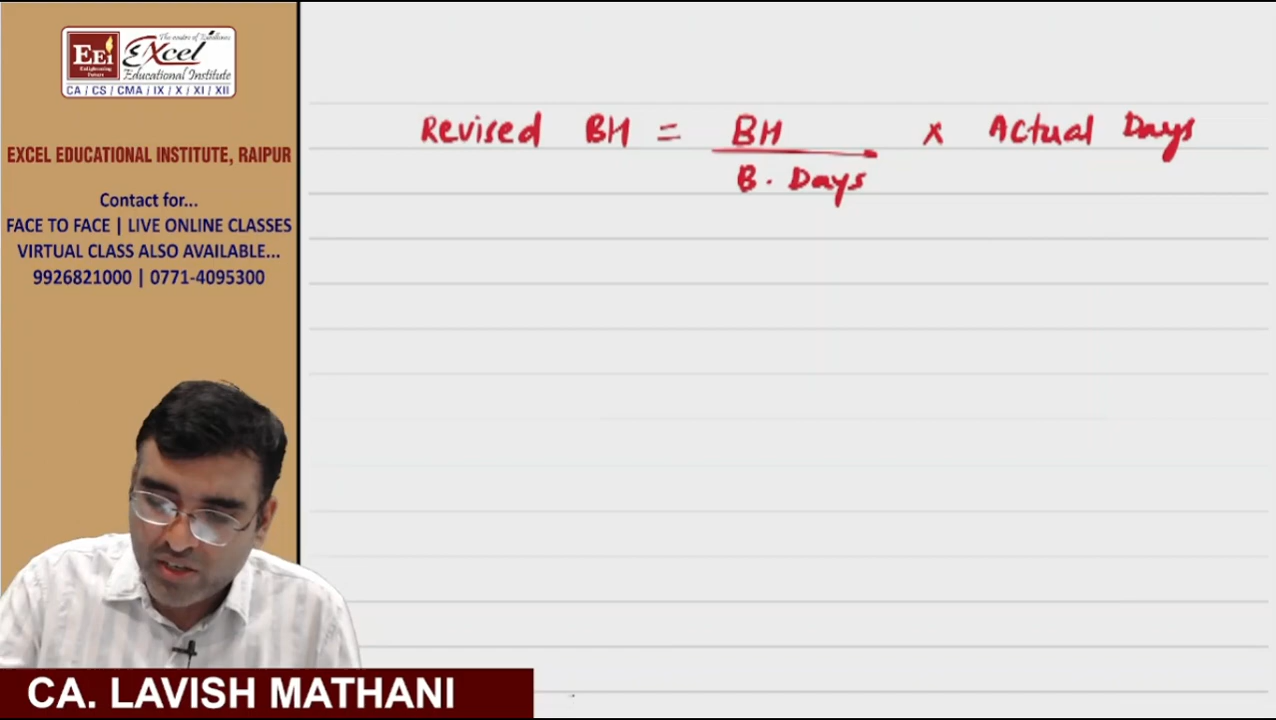 The centre of Excellence
EEi
Enlightening Future
Excel
Educational Institute
CA / CS / CMA / IX / X / XI / XII
EXCEL EDUCATIONAL INSTITUTE, RAIPUR
Contact for...
FACE TO FACE | LIVE ONLINE CLASSES
VIRTUAL CLASS ALSO AVAILABLE...
9926821000 | 0771-4095300
Revised BH = BH × Actual Days
B. Days
CA. LAVISH MATHANI